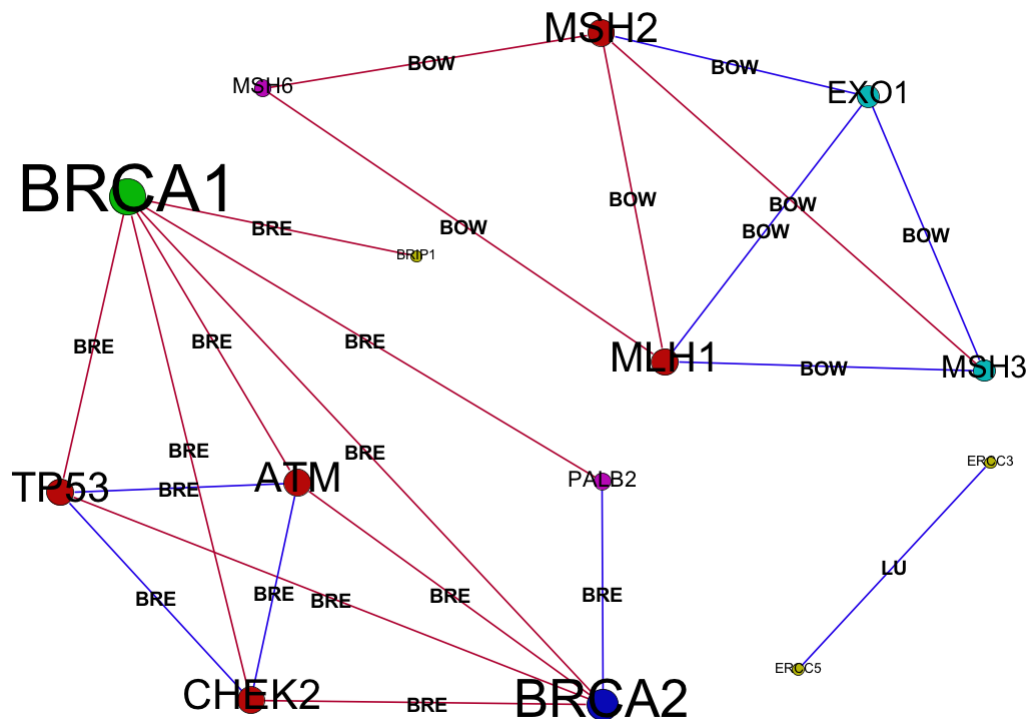 MSH2
BOW
BOW
MSH6
EXO1
BRCA1
BOW
BOW
BRE
BOW
BOW
BOW
BRIP1
BRE
BRE
BRE
MLH1
BOW
MSH3
BRE
BRE
ERCC3
TP53
BRE
ATM
PALB2
LU
BRE
BRE
BRE
BRE
BRE
ERCC5
CHEK2
BRE
BRCA2